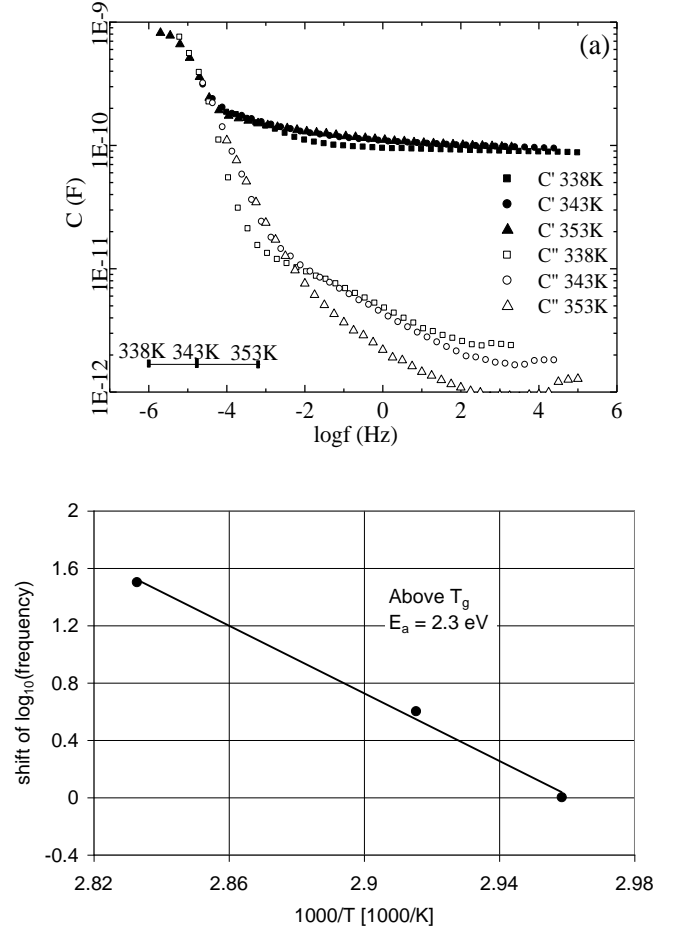 1E-9
(a)
1E-10
C (F)
C' 338K
C' 343K
C' 353K
1E-11
C" 338K
C" 343K
C" 353K
338K 343K 353K
1E-12
-6 -4 -2 0 2 4 6
logf (Hz)
2
1.6
Above Tg
Ea = 2.3 eV
1.2
shift of log10(frequency)
0.8
0.4
0
-0.4
2.82 2.86 2.9 2.94 2.98
1000/T [1000/K]